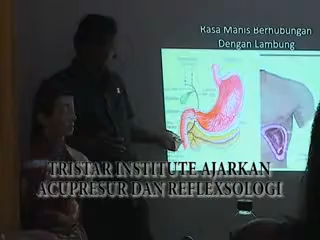 Rasa Manis Berhubungan
Dengan Lambung
TRISTAR INSTITUTE AJARKAN
ACUPRESUR DAN REFLEXSOLOGI